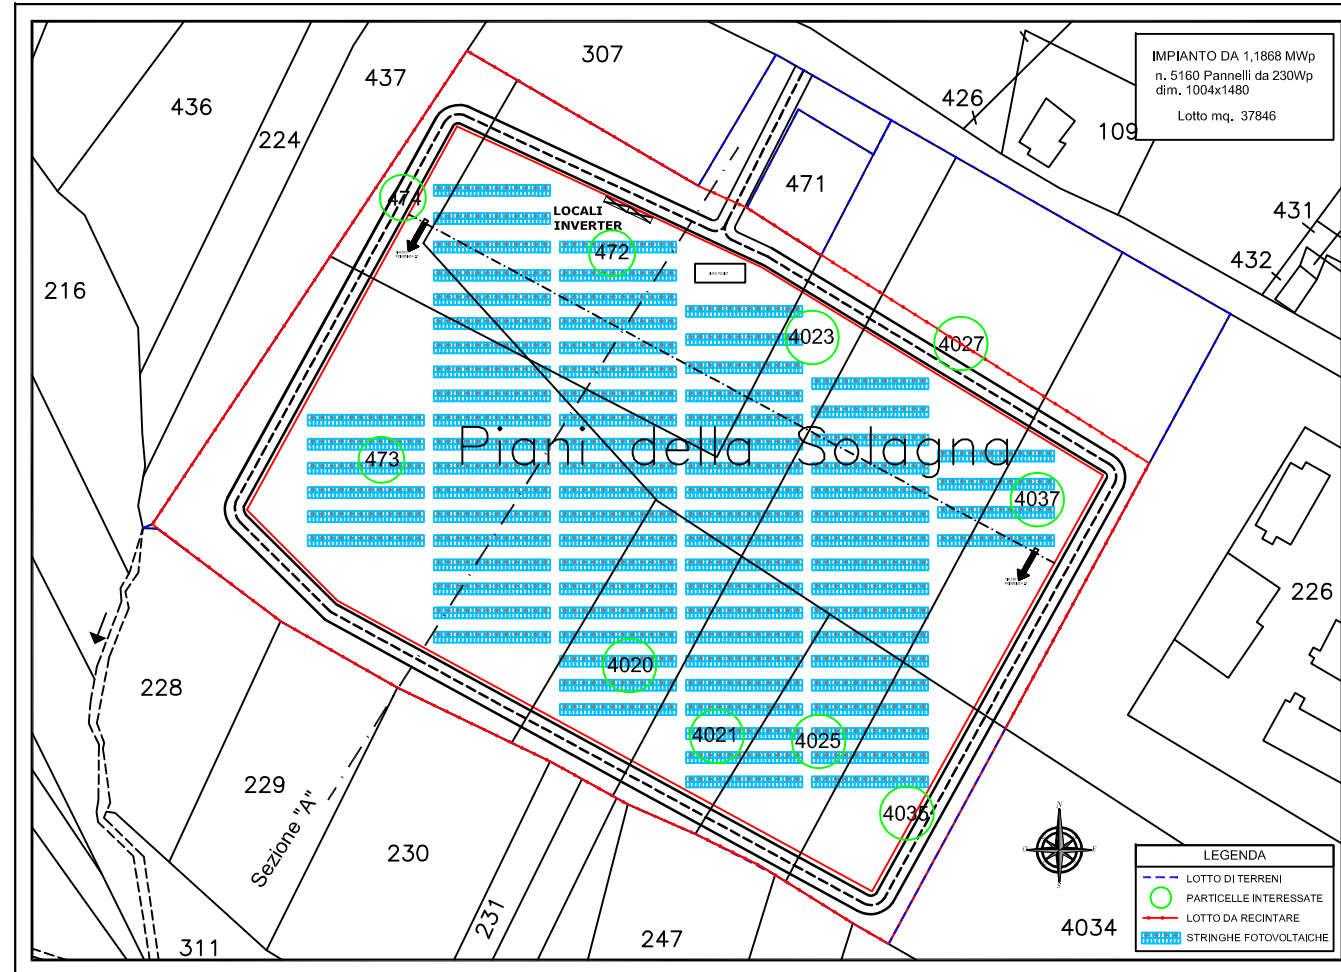 IMPIANTO DA 1,1868 MWp
n. 5160 Pannelli da 230Wp
dim. 1004x1480
Lotto mq. 37846
307
437
436
224
426
109
471
474
431
432
216
LOCALI
INVERTER
472
4023
4027
Piani della Solagna
473
4037
226
228
4020
4021
4025
229
4035
Sezione "A"
230
231
247
311
4034
N
E
S
LEGENDA
LOTTO DI TERRENI
PARTICELLE INTERESSATE
LOTTO DA RECINTARE
STRINGHE FOTOVOLTAICHE